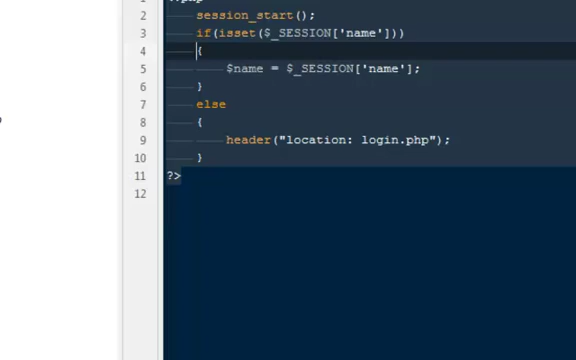 2 session_start();
3 if(isset($_SESSION['name']))
4 {
5 $name = $_SESSION['name'];
6 }
7 else
8 {
9 header("location: login.php");
10 }
11 ?>
12